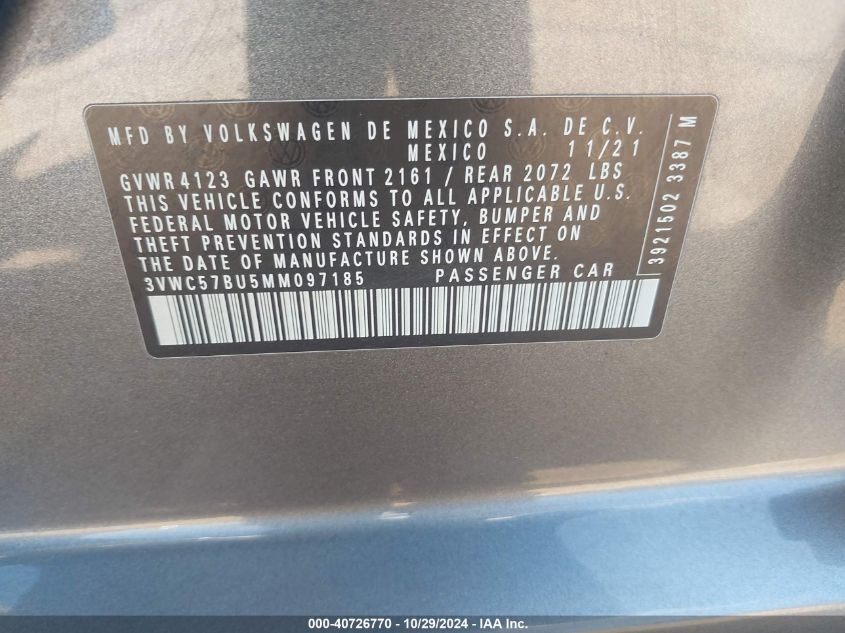 MFD BY VOLKSWAGEN DE MEXICO S.A. DE C.V.
MEXICO 11/21
GVWR 4123 GAWR FRONT 2161 / REAR 2072 LBS
THIS VEHICLE CONFORMS TO ALL APPLICABLE U.S.
FEDERAL MOTOR VEHICLE SAFETY, BUMPER AND
THEFT PREVENTION STANDARDS IN EFFECT ON
THE DATE OF MANUFACTURE SHOWN ABOVE.
3VWC57BU5MM097185 PASSENGER CAR
3921502 3387 M
000-40726770 - 10/29/2024 - IAA Inc.